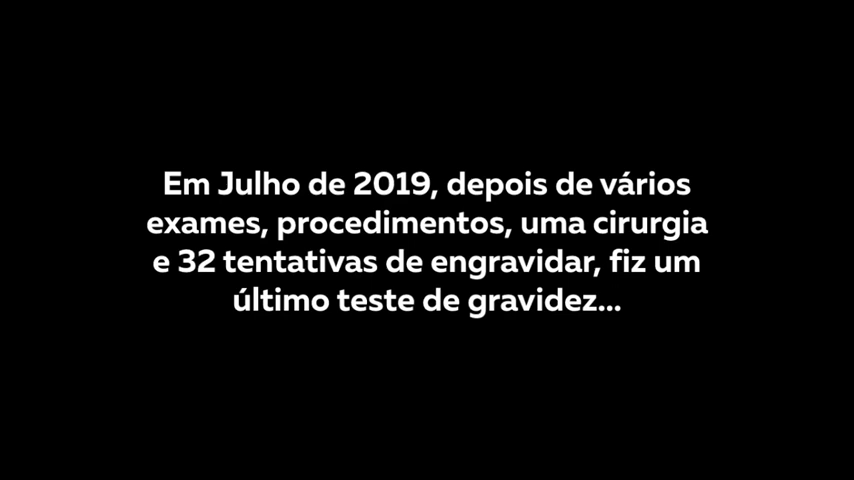 Em Julho de 2019, depois de vários
exames, procedimentos, uma cirurgia
e 32 tentativas de engravidar, fiz um
último teste de gravidez...